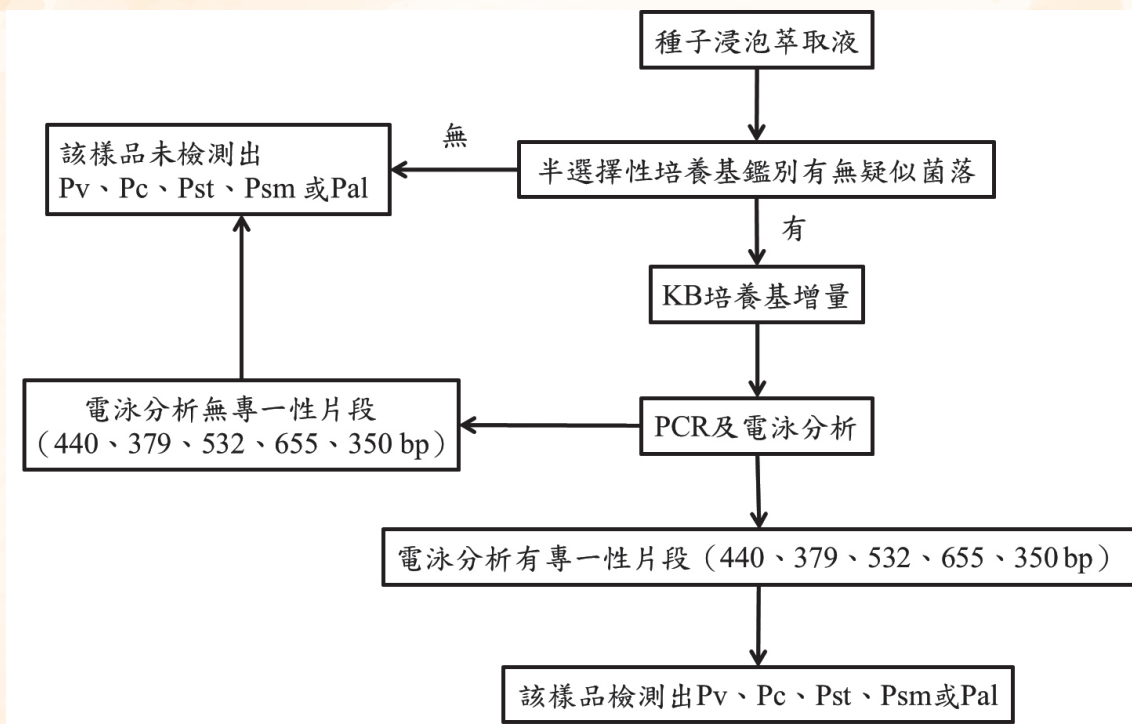 種子浸泡萃取液
無
該樣品未檢測出
Pv、Pc、Pst、Psm 或Pal
半選擇性培養基鑑別有無疑似菌落
有
KB培養基增量
電泳分析無專一性片段
（440、379、532、655、350 bp）
PCR及電泳分析
電泳分析有專一性片段（440、379、532、655、350 bp）
該樣品檢測出Pv、Pc、Pst、Psm或Pal